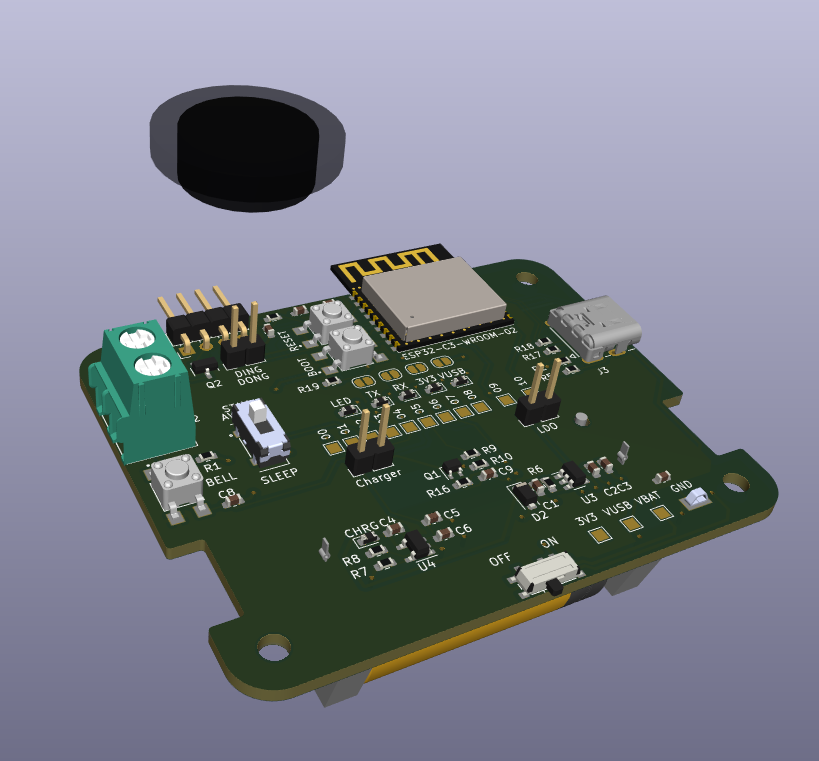 ESP32-C3-WROOM-02
RESET
BOOT
DING
DONG
Q2
R19
LED
TX
RX
3V3
VUSB
R18
R17
J3
D0
D1
D4
D5
D6
D7
D8
D9
10
LDO
SLEEP
R1
BELL
C8
Charger
Q1
R9
R10
C9
R16
R6
D2
C1
U3
C2
C3
CHRG
C4
C5
C6
R8
R7
U4
3V3
VUSB
VBAT
GND
OFF
ON